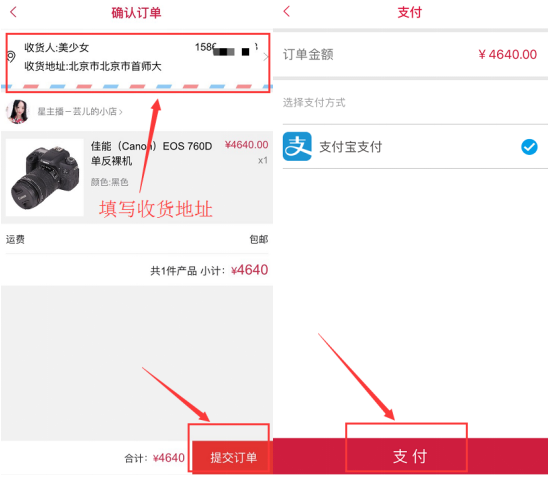 确认订单
收货人:美少女
1586
收货地址:北京市北京市首师大
星主播－芸儿的小店
佳能（Canon）EOS 760D
¥4640.00
单反裸机
x1
颜色:黑色
填写收货地址
运费
包邮
共1件产品 小计: ¥4640
合计: ¥4640
提交订单
支付
订单金额
¥ 4640.00
选择支付方式
支
支付宝支付
支 付